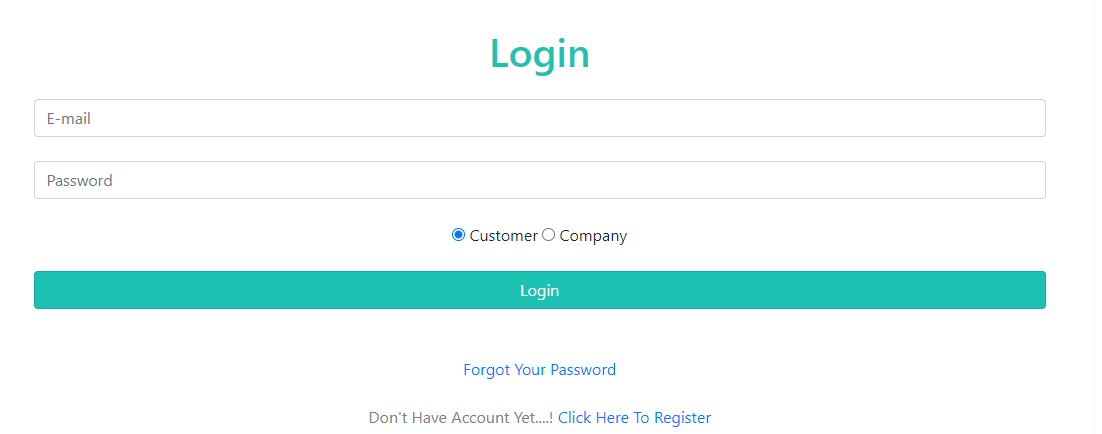 Login
E-mail
Password
Customer Company
Login
Forgot Your Password
Don't Have Account Yet....! Click Here To Register